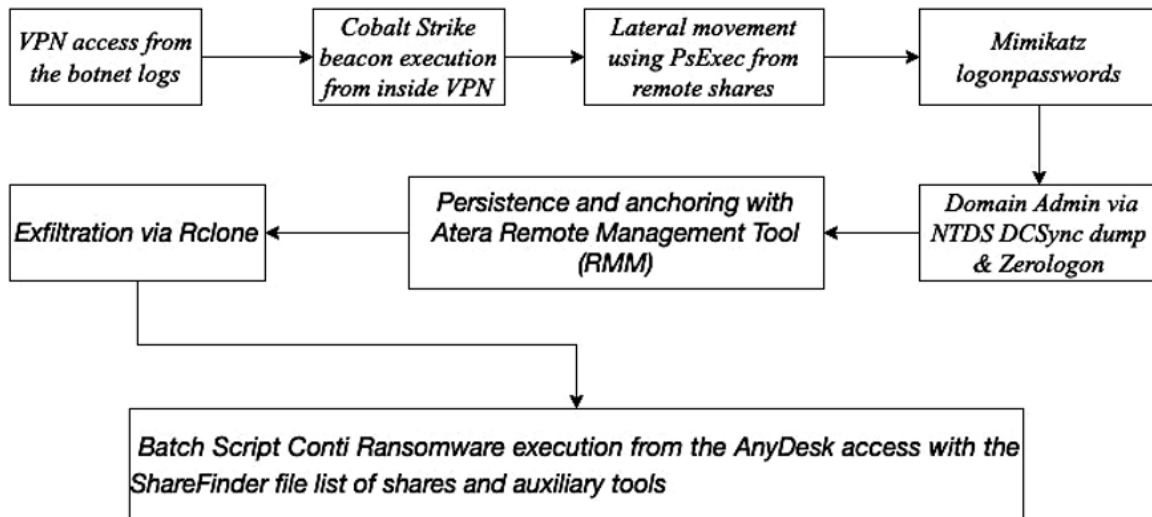 VPN access from
the botnet logs
Cobalt Strike
beacon execution
from inside VPN
Lateral movement
using PsExec from
remote shares
Mimikatz
logonpasswords
Domain Admin via
NTDS DCSync dump
& Zerologon
Persistence and anchoring with
Atera Remote Management Tool
(RMM)
Exfiltration via Rclone
Batch Script Conti Ransomware execution from the AnyDesk access with the
ShareFinder file list of shares and auxiliary tools